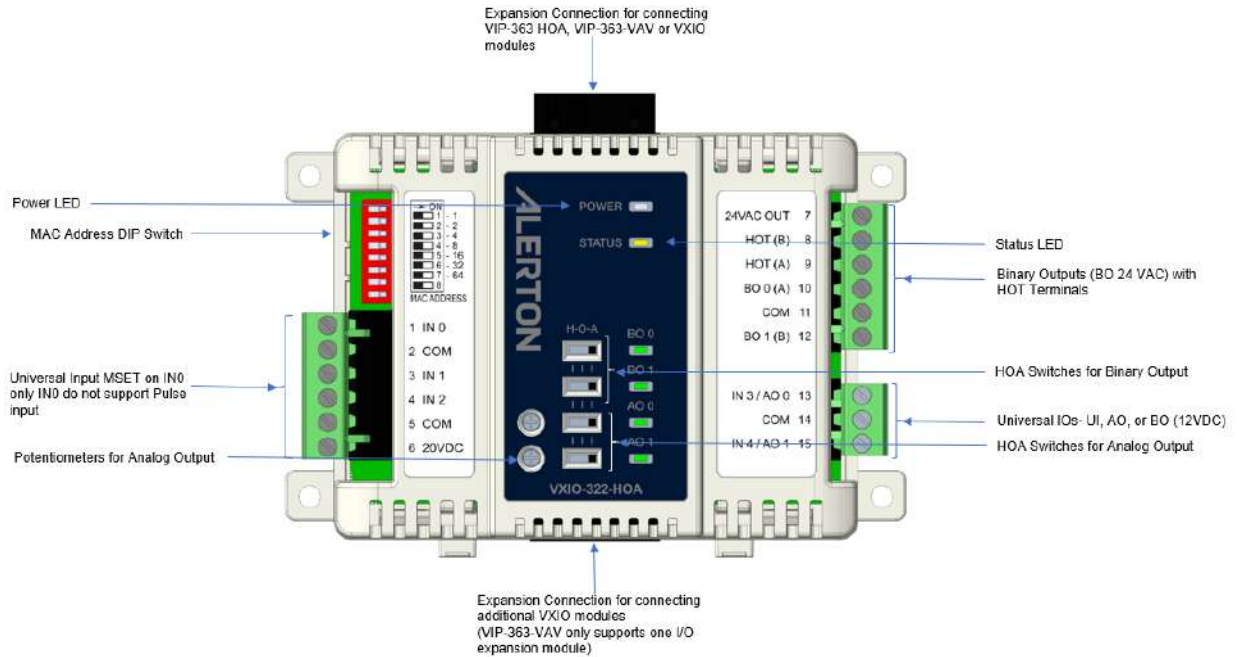 Expansion Connection for connecting
VIP-363 HOA, VIP-363-VAV or VXIO
modules
Power LED
MAC Address DIP Switch
Universal Input MSET on IN0
only IN0 do not support Pulse
input
Potentiometers for Analog Output
ON
1 - 1
2 - 2
3 - 4
4 - 8
5 - 16
6 - 32
7 - 64
8
MAC ADDRESS
1 IN 0
2 COM
3 IN 1
4 IN 2
5 COM
6 20VDC
ALERTON
POWER
STATUS
H-O-A
BO 0
BO 1
AO 0
AO 1
VXIO-322-HOA
24VAC OUT 7
HOT (B) 8
HOT (A) 9
BO 0 (A) 10
COM 11
BO 1 (B) 12
IN 3 / AO 0 13
COM 14
IN 4 / AO 1 15
Status LED
Binary Outputs (BO 24 VAC) with
HOT Terminals
HOA Switches for Binary Output
Universal IOs- UI, AO, or BO (12VDC)
HOA Switches for Analog Output
Expansion Connection for connecting
additional VXIO modules
(VIP-363-VAV only supports one I/O
expansion module)